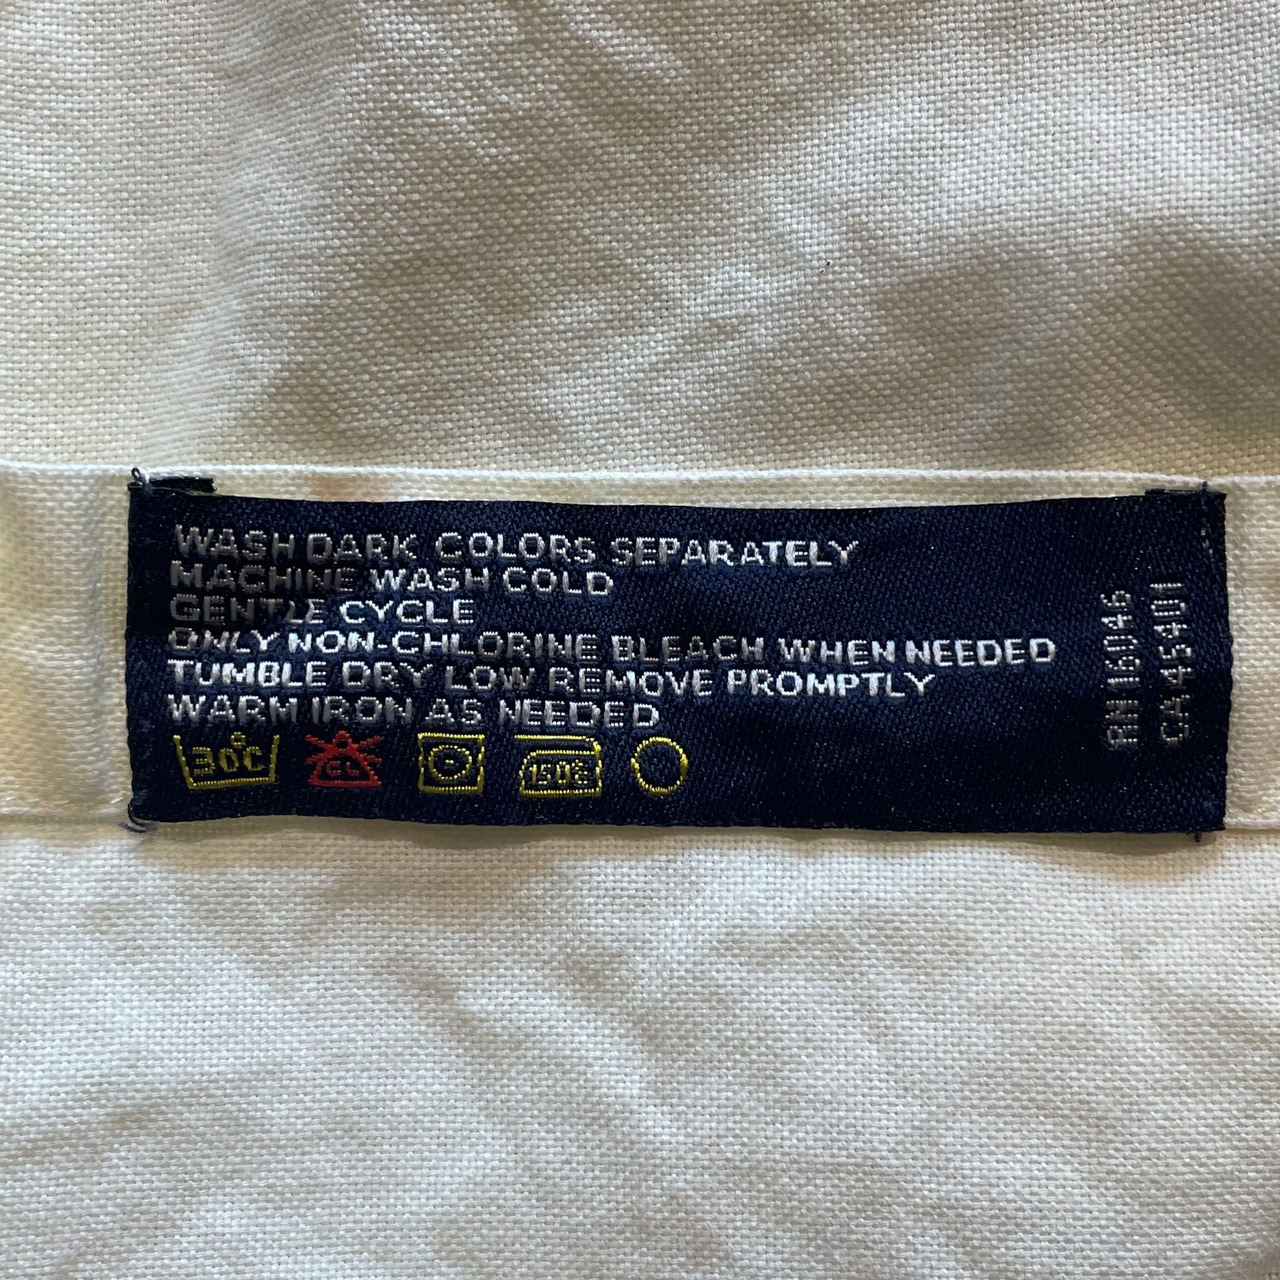 WASH DARK COLORS SEPARATELY
MACHINE WASH COLD
GENTLE CYCLE
ONLY NON-CHLORINE BLEACH WHEN NEEDED
TUMBLE DRY LOW REMOVE PROMPTLY
WARM IRON AS NEEDED
30°C CL 150°C
RN 16046
CA 45401